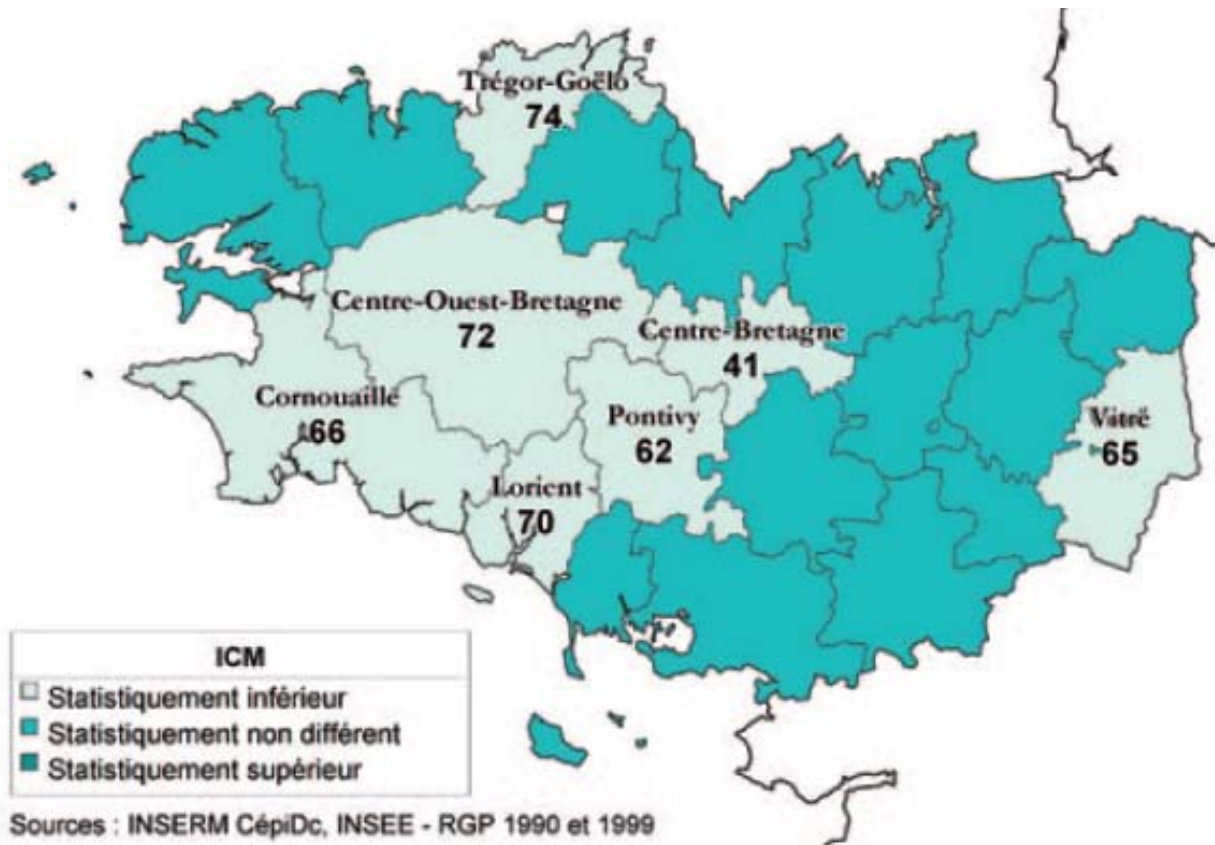 Trégor-Goëlo
74
Centre-Ouest-Bretagne
72
Centre-Bretagne
41
Cornouaille
66
Pontivy
62
Vitré
65
Lorient
70
ICM
Statistiquement inférieur
Statistiquement non différent
Statistiquement supérieur
Sources : INSERM CépiDc, INSEE - RGP 1990 et 1999